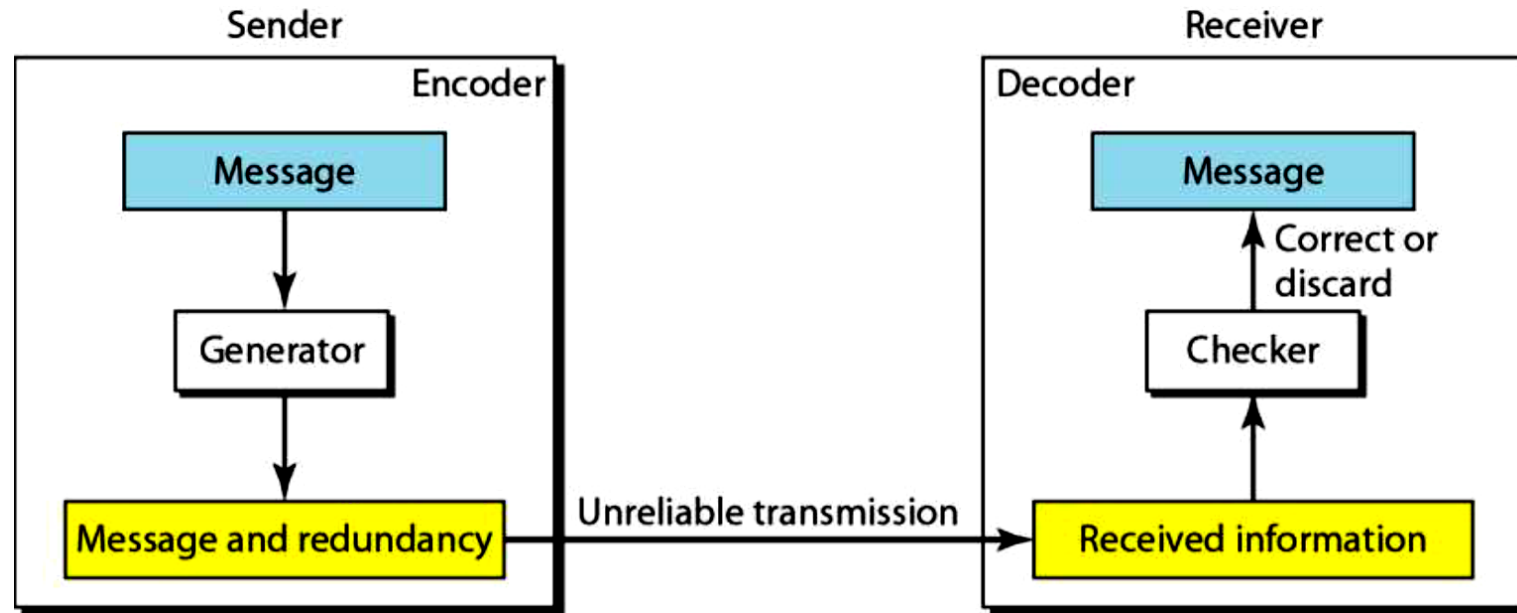 Sender
Encoder
Message
Generator
Message and redundancy
Unreliable transmission
Receiver
Decoder
Message
Correct or
discard
Checker
Received information